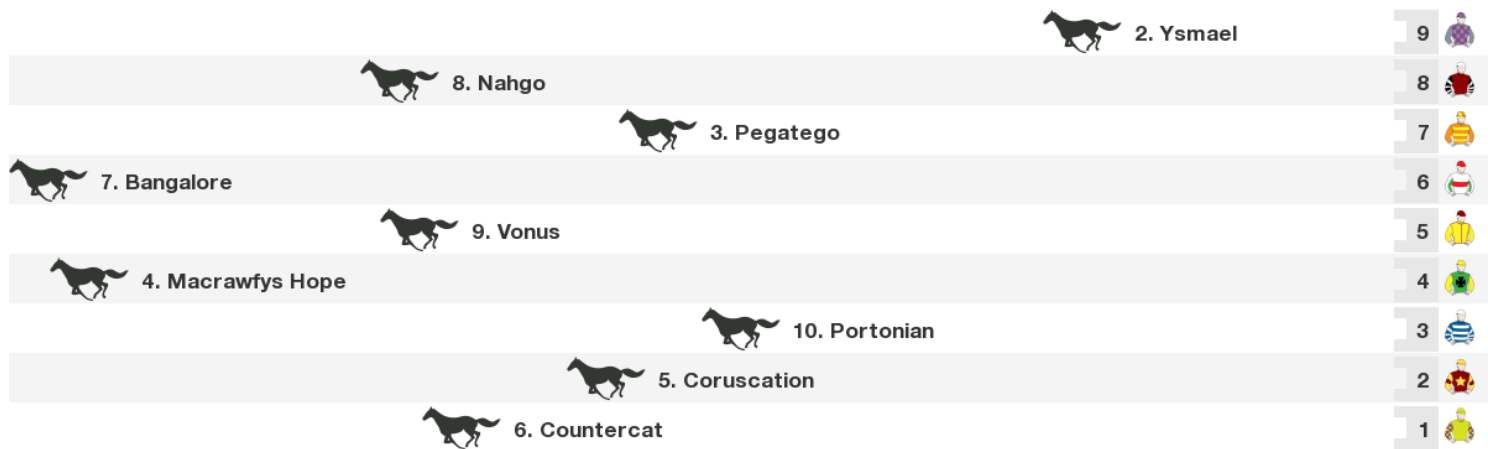 2. Ysmael 9
8. Nahgo 8
3. Pegatego 7
7. Bangalore 6
9. Vonus 5
4. Macrawfys Hope 4
10. Portonian 3
5. Coruscation 2
6. Countercat 1